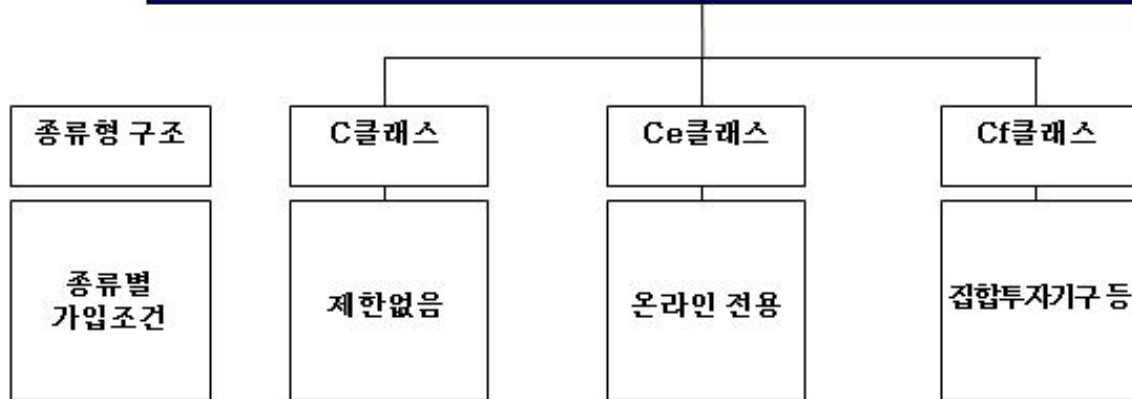 종류형 구조
C클래스
Ce클래스
Cf클래스
종류별
가입조건
제한없음
온라인 전용
집합투자기구 등